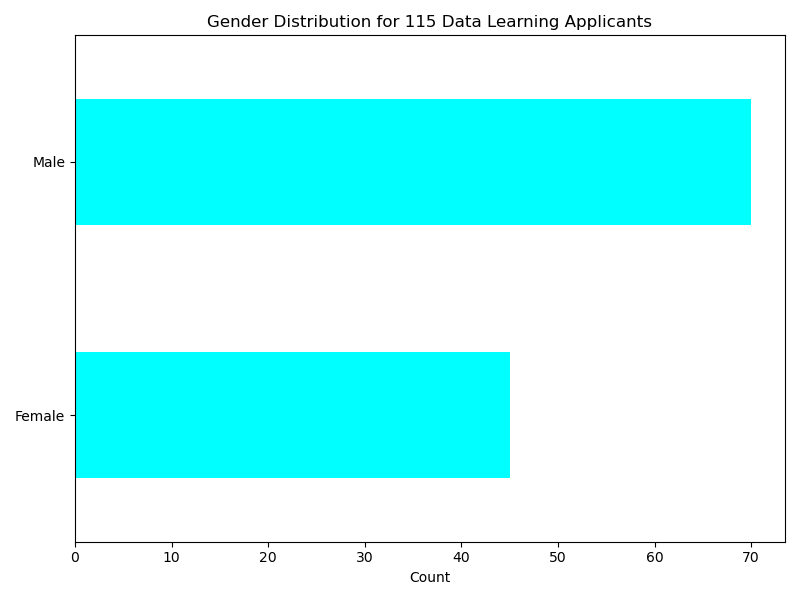 Gender Distribution for 115 Data Learning Applicants
Male
Female
0 10 20 30 40 50 60 70
Count